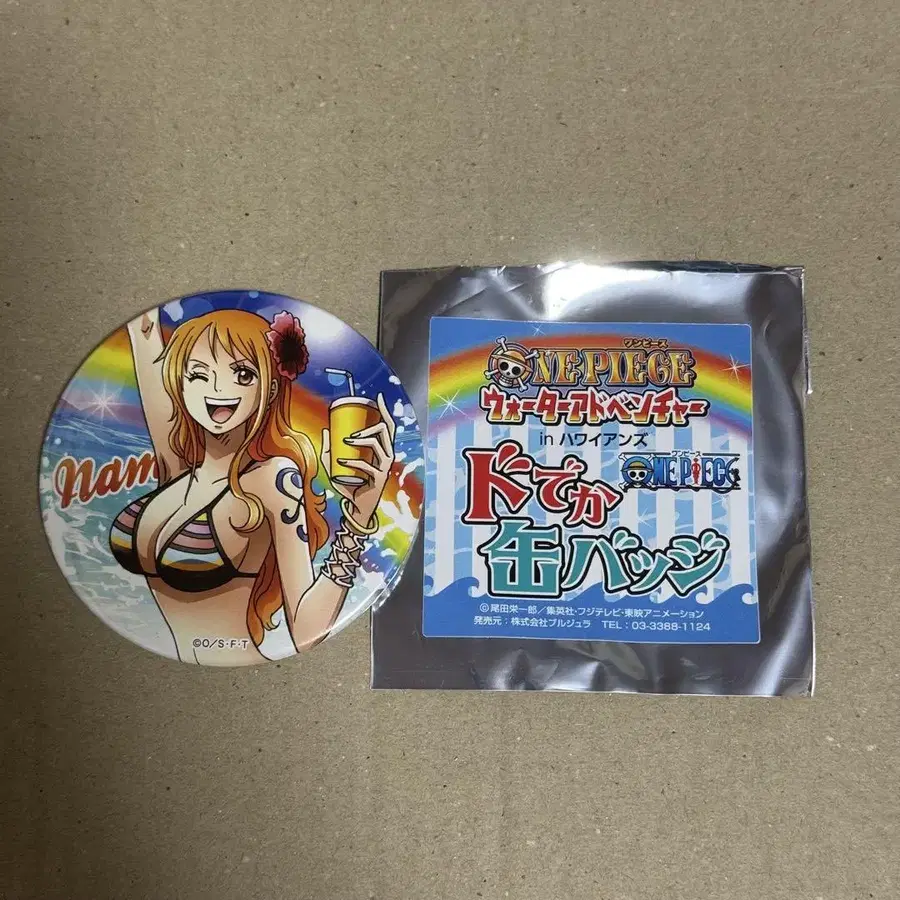 Nam
©O/S・F・T
ワンピース
ONE PIECE
ウォーターアドベンチャー
in ハワイアンズ
ワンピース
ONE PIECE
ドでか
缶バッジ
©尾田栄一郎／集英社・フジテレビ・東映アニメーション
発売元：株式会社プルジュラ TEL：03-3388-1124